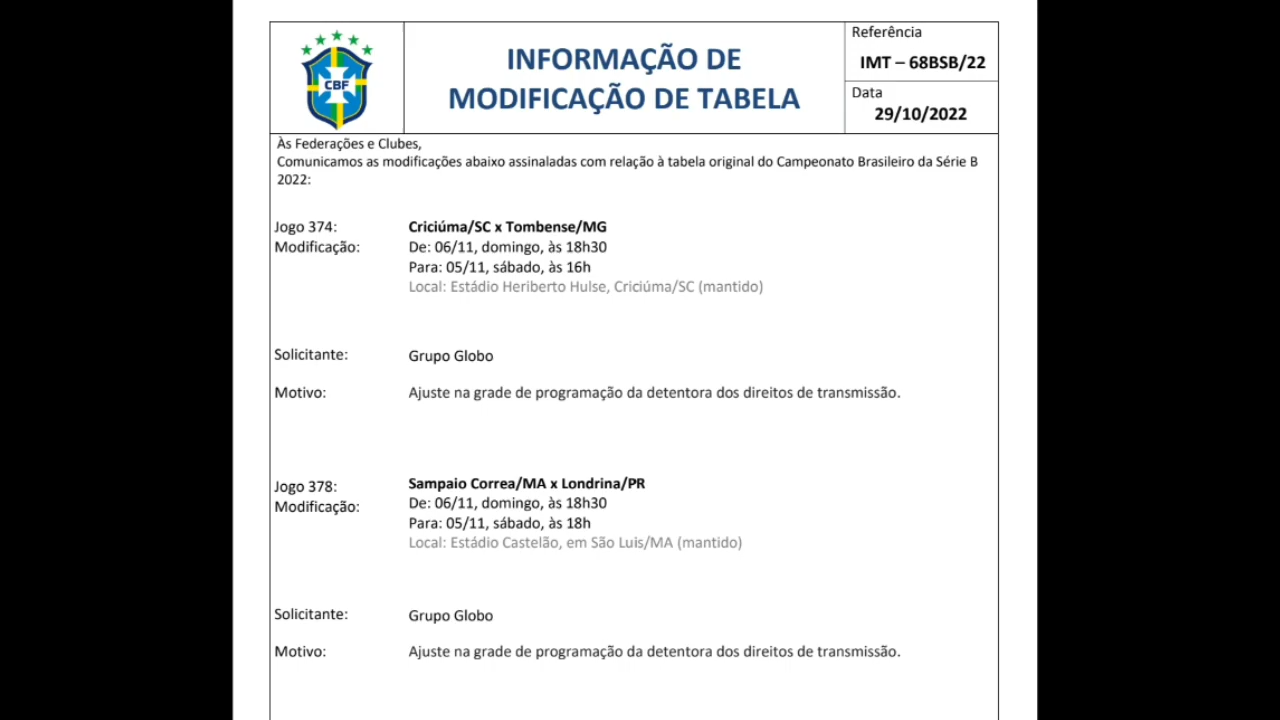 CBF
INFORMAÇÃO DE
MODIFICAÇÃO DE TABELA
Referência
IMT – 68BSB/22
Data
29/10/2022
Às Federações e Clubes,
Comunicamos as modificações abaixo assinaladas com relação à tabela original do Campeonato Brasileiro da Série B
2022:
Jogo 374: Criciúma/SC x Tombense/MG
Modificação: De: 06/11, domingo, às 18h30
Para: 05/11, sábado, às 16h
Local: Estádio Heriberto Hulse, Criciúma/SC (mantido)
Solicitante: Grupo Globo
Motivo: Ajuste na grade de programação da detentora dos direitos de transmissão.
Jogo 378: Sampaio Correa/MA x Londrina/PR
Modificação: De: 06/11, domingo, às 18h30
Para: 05/11, sábado, às 18h
Local: Estádio Castelão, em São Luis/MA (mantido)
Solicitante: Grupo Globo
Motivo: Ajuste na grade de programação da detentora dos direitos de transmissão.